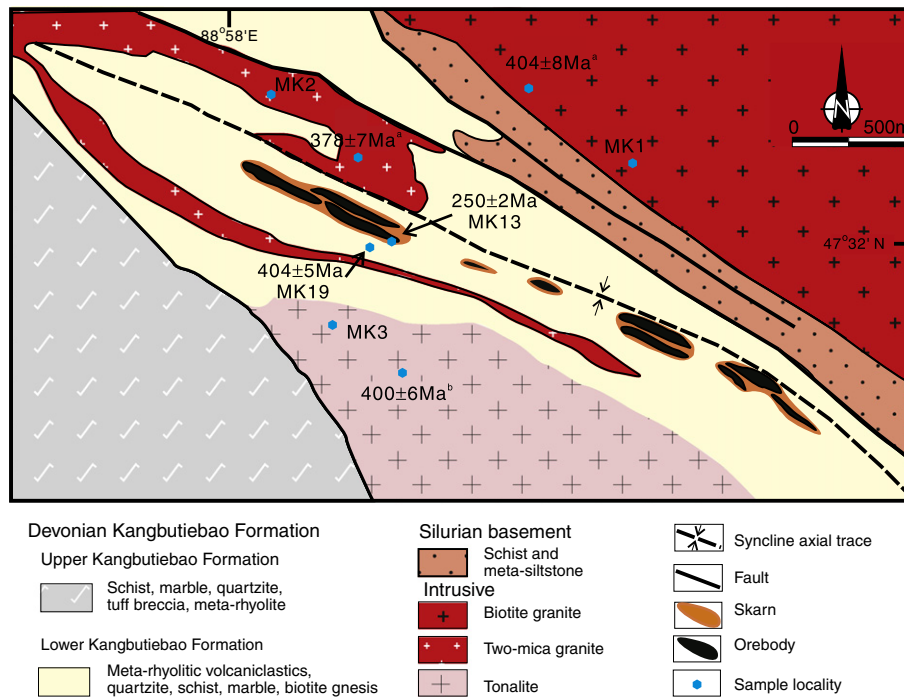 88°58'E
404±8Ma^a
MK2
N
0 500m
378±7Ma^a
MK1
250±2Ma
MK13
47°32' N
404±5Ma
MK19
MK3
400±6Ma^b
Devonian Kangbutiebao Formation
Upper Kangbutiebao Formation
Schist, marble, quartzite,
tuff breccia, meta-rhyolite
Lower Kangbutiebao Formation
Meta-rhyolitic volcaniclastics,
quartzite, schist, marble, biotite gnesis
Silurian basement
Schist and
meta-siltstone
Intrusive
Biotite granite
Two-mica granite
Tonalite
Syncline axial trace
Fault
Skarn
Orebody
Sample locality